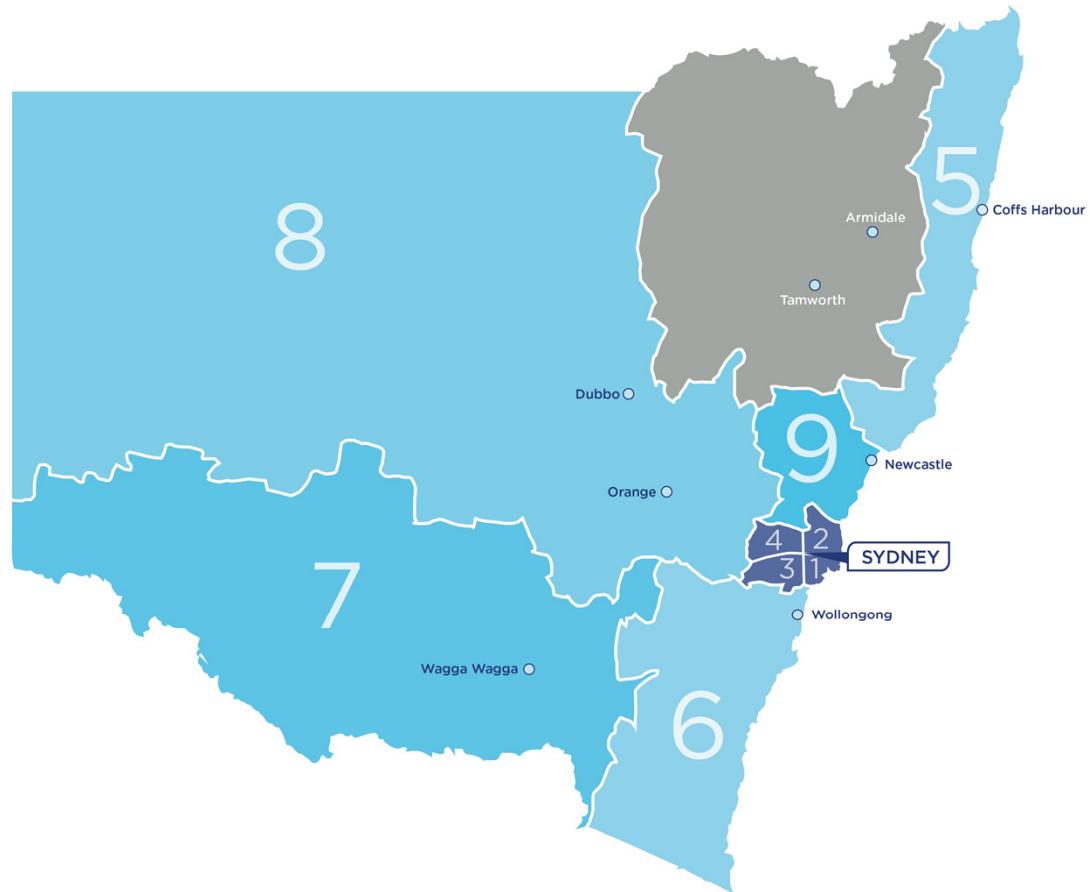 5
8
Coffs Harbour
Armidale
Tamworth
Dubbo
9
Newcastle
Orange
4 2
SYDNEY
3 1
7
Wollongong
Wagga Wagga
6